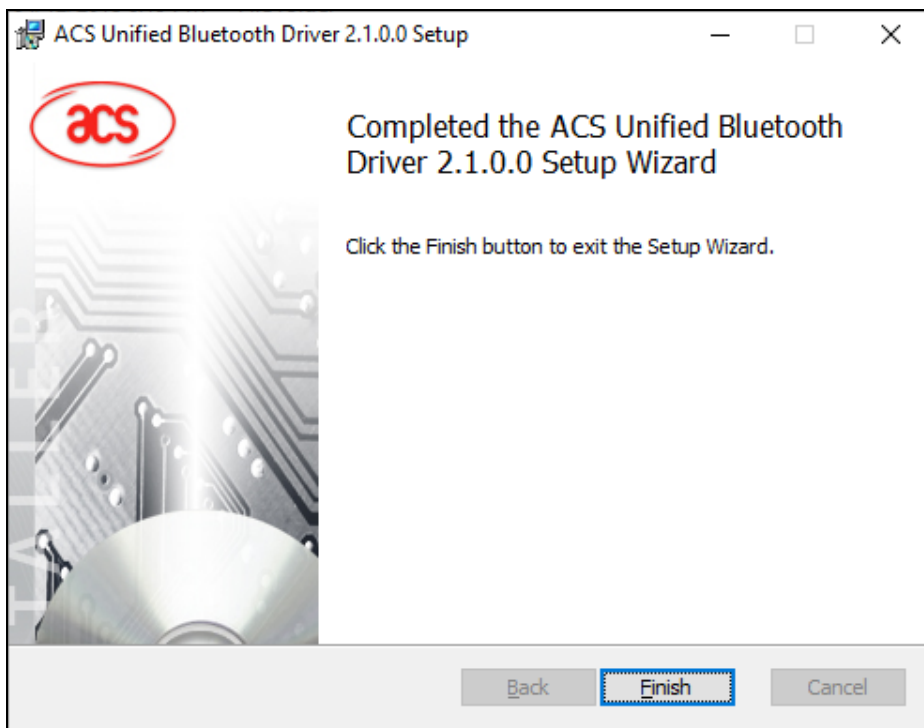 ACS Unified Bluetooth Driver 2.1.0.0 Setup
acs
Completed the ACS Unified Bluetooth
Driver 2.1.0.0 Setup Wizard
Click the Finish button to exit the Setup Wizard.
Back
Finish
Cancel